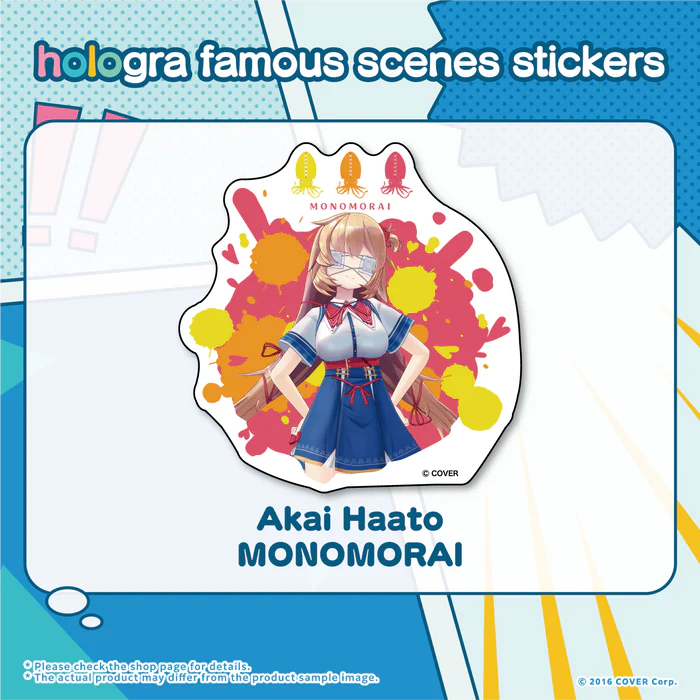 hologra famous scenes stickers
MONOMORAI
© COVER
Akai Haato
MONOMORAI
* Please check the shop page for details.
* The actual product may differ from the product sample image.
© 2016 COVER Corp.